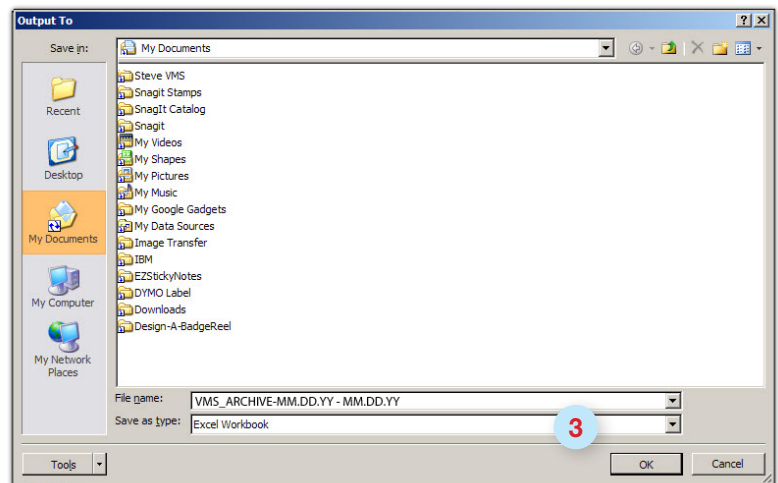 Output To
Save in:
My Documents
Recent
Desktop
My Documents
My Computer
My Network
Places
Steve VMS
Snagit Stamps
SnagIt Catalog
Snagit
My Videos
My Shapes
My Pictures
My Music
My Google Gadgets
My Data Sources
Image Transfer
IBM
EZStickyNotes
DYMO Label
Downloads
Design-A-BadgeReel
File name: VMS_ARCHIVE-MM.DD.YY - MM.DD.YY
Save as type: Excel Workbook
3
Tools
OK
Cancel